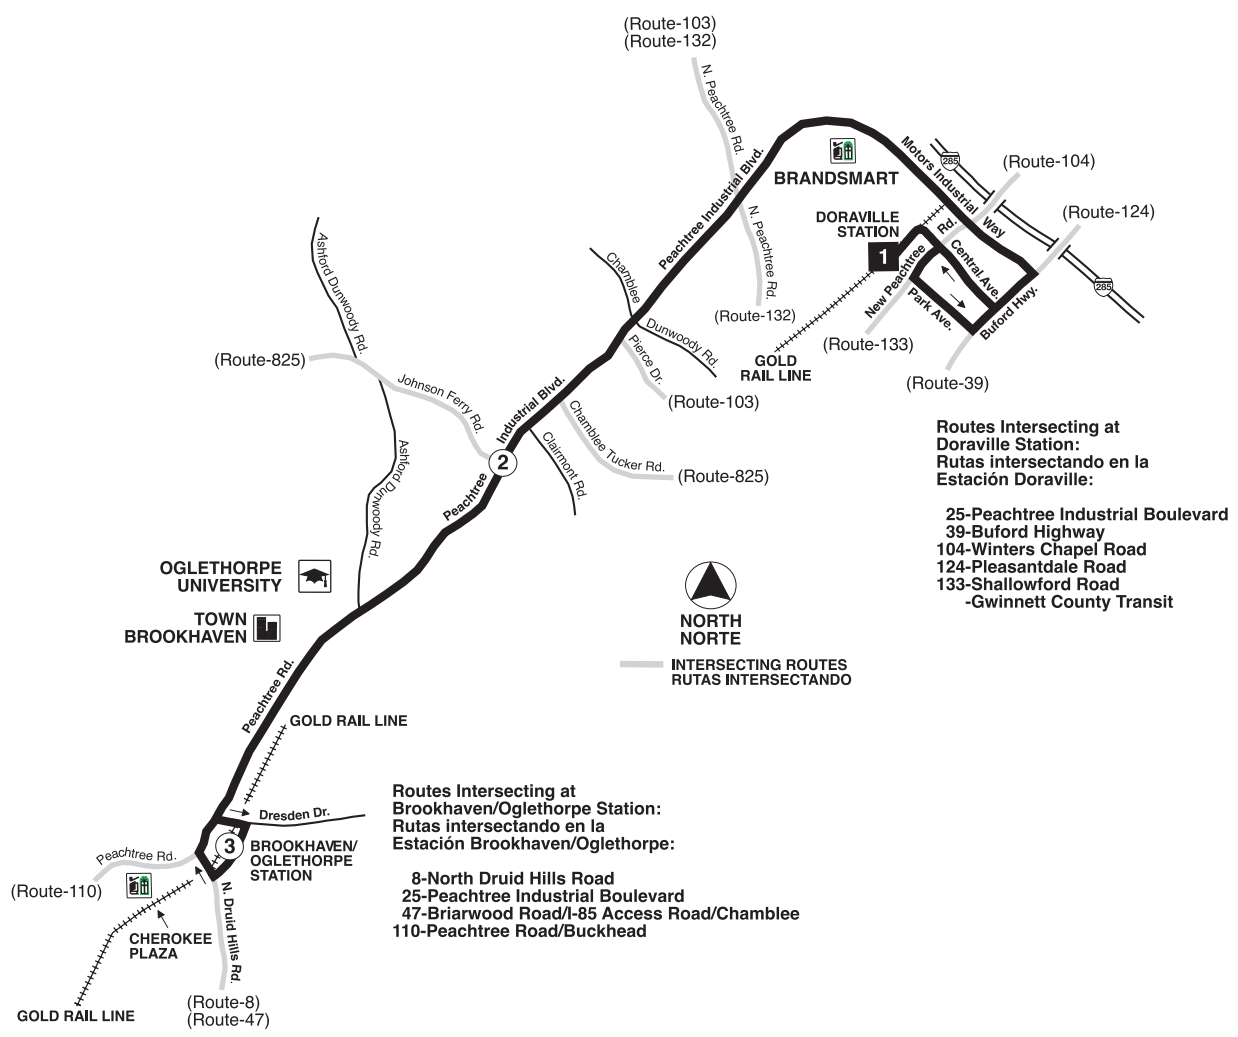 (Route-103)
(Route-132)
N. Peachtree Rd.
Peachtree Industrial Blvd.
BRANDSMART
Motors Industrial Way
285
(Route-104)
(Route-124)
DORAVILLE
STATION
1
New Peachtree Rd.
Central Ave.
Park Ave.
Buford Hwy.
285
N. Peachtree Rd.
(Route-132)
GOLD
RAIL LINE
(Route-133)
(Route-39)
Ashford Dunwoody Rd.
Chamblee
Dunwoody Rd.
Pierce Dr.
(Route-103)
(Route-825)
Johnson Ferry Rd.
Industrial Blvd.
Chamblee Tucker Rd.
(Route-825)
Clairmont Rd.
2
Peachtree
Ashford Dunwoody Rd.
Routes Intersecting at
Doraville Station:
Rutas intersectando en la
Estación Doraville:
25-Peachtree Industrial Boulevard
39-Buford Highway
104-Winters Chapel Road
124-Pleasantdale Road
133-Shallowford Road
-Gwinnett County Transit
OGLETHORPE
UNIVERSITY
TOWN
BROOKHAVEN
NORTH
NORTE
INTERSECTING ROUTES
RUTAS INTERSECTANDO
Peachtree Rd.
GOLD RAIL LINE
Dresden Dr.
3
BROOKHAVEN/
OGLETHORPE
STATION
Peachtree Rd.
(Route-110)
N. Druid Hills Rd.
CHEROKEE
PLAZA
GOLD RAIL LINE
(Route-8)
(Route-47)
Routes Intersecting at
Brookhaven/Oglethorpe Station:
Rutas intersectando en la
Estación Brookhaven/Oglethorpe:
8-North Druid Hills Road
25-Peachtree Industrial Boulevard
47-Briarwood Road/I-85 Access Road/Chamblee
110-Peachtree Road/Buckhead